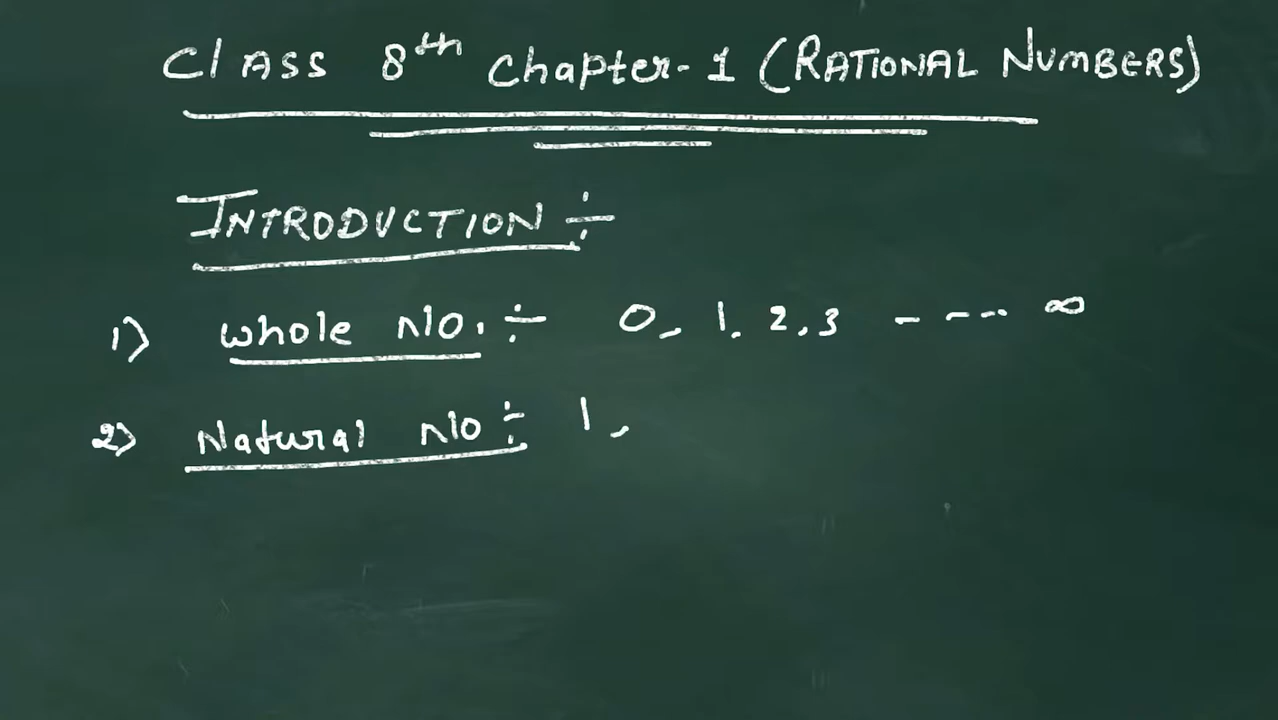 Class 8th Chapter-1 (RATIONAL NUMBERS)
INTRODUCTION ÷
1) Whole No. ÷ 0, 1, 2, 3 ---- ∞
2) Natural No ÷ 1,